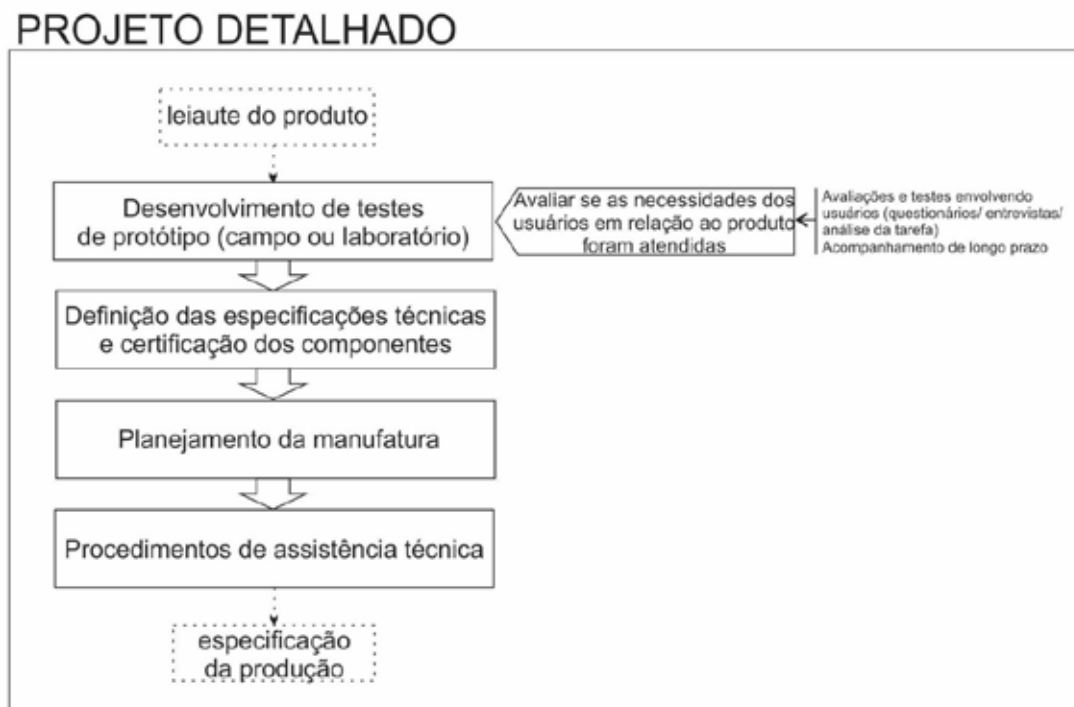 PROJETO DETALHADO
leiaute do produto
Desenvolvimento de testes
de protótipo (campo ou laboratório)
Avaliar se as necessidades dos
usuários em relação ao produto
foram atendidas
Avaliações e testes envolvendo
usuários (questionários/ entrevistas/
análise da tarefa)
Acompanhamento de longo prazo
Definição das especificações técnicas
e certificação dos componentes
Planejamento da manufatura
Procedimentos de assistência técnica
especificação
da produção